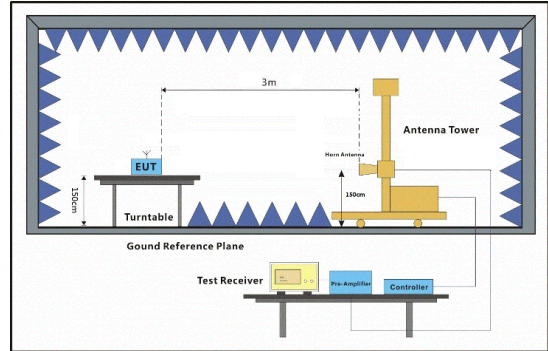 3m
Antenna Tower
Horn Antenna
EUT
150cm
150cm
Turntable
Gound Reference Plane
Test Receiver
Pre-Amplifier
Controller